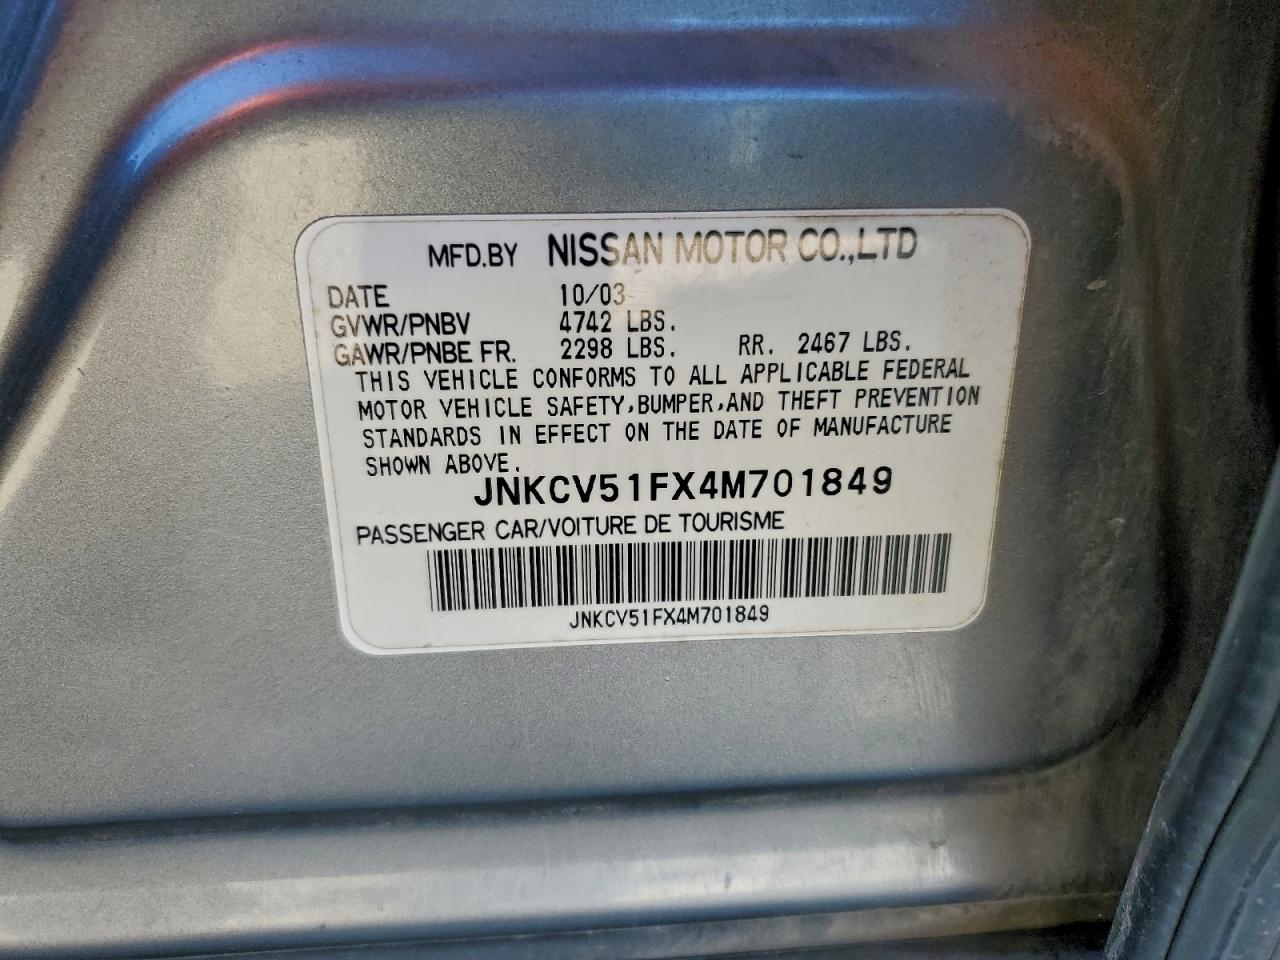 MFD.BY NISSAN MOTOR CO.,LTD
DATE 10/03
GVWR/PNBV 4742 LBS.
GAWR/PNBE FR. 2298 LBS. RR. 2467 LBS.
THIS VEHICLE CONFORMS TO ALL APPLICABLE FEDERAL
MOTOR VEHICLE SAFETY,BUMPER,AND THEFT PREVENTION
STANDARDS IN EFFECT ON THE DATE OF MANUFACTURE
SHOWN ABOVE.
JNKCV51FX4M701849
PASSENGER CAR/VOITURE DE TOURISME
JNKCV51FX4M701849